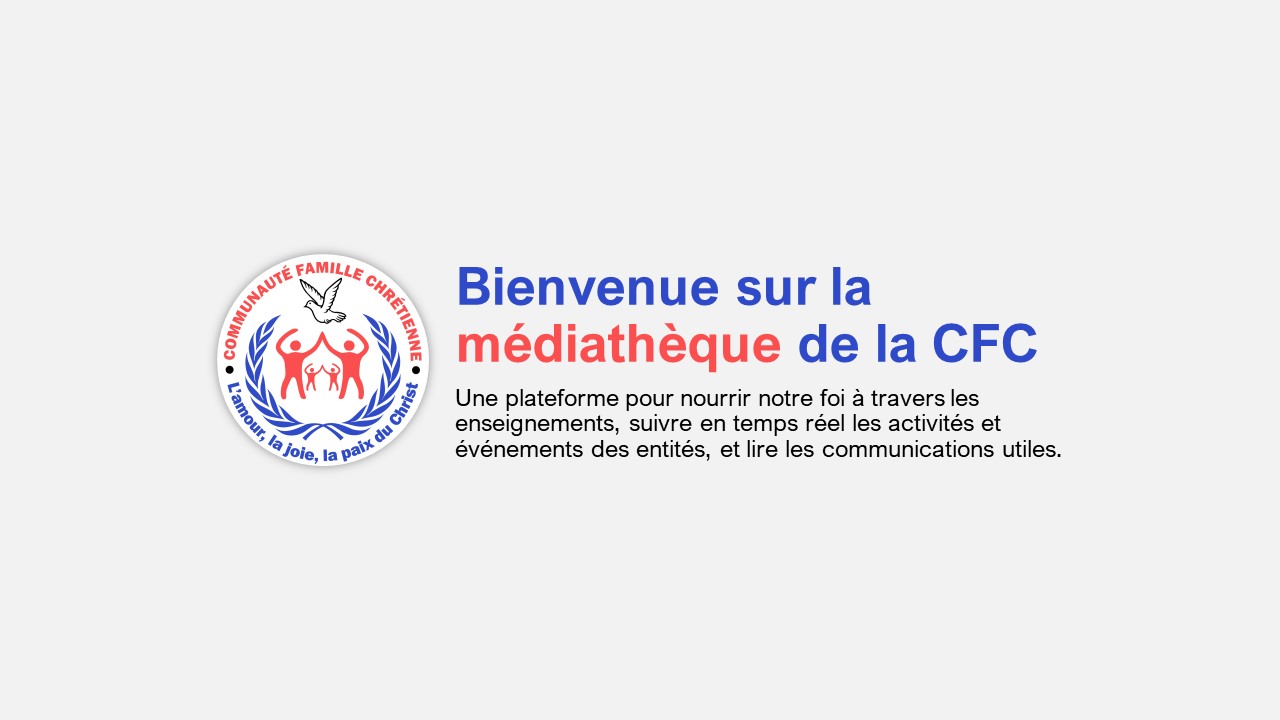 COMMUNAUTÉ FAMILLE CHRÉTIENNE
L'amour, la joie, la paix du Christ
Bienvenue sur la
médiathèque de la CFC
Une plateforme pour nourrir notre foi à travers les
enseignements, suivre en temps réel les activités et
événements des entités, et lire les communications utiles.